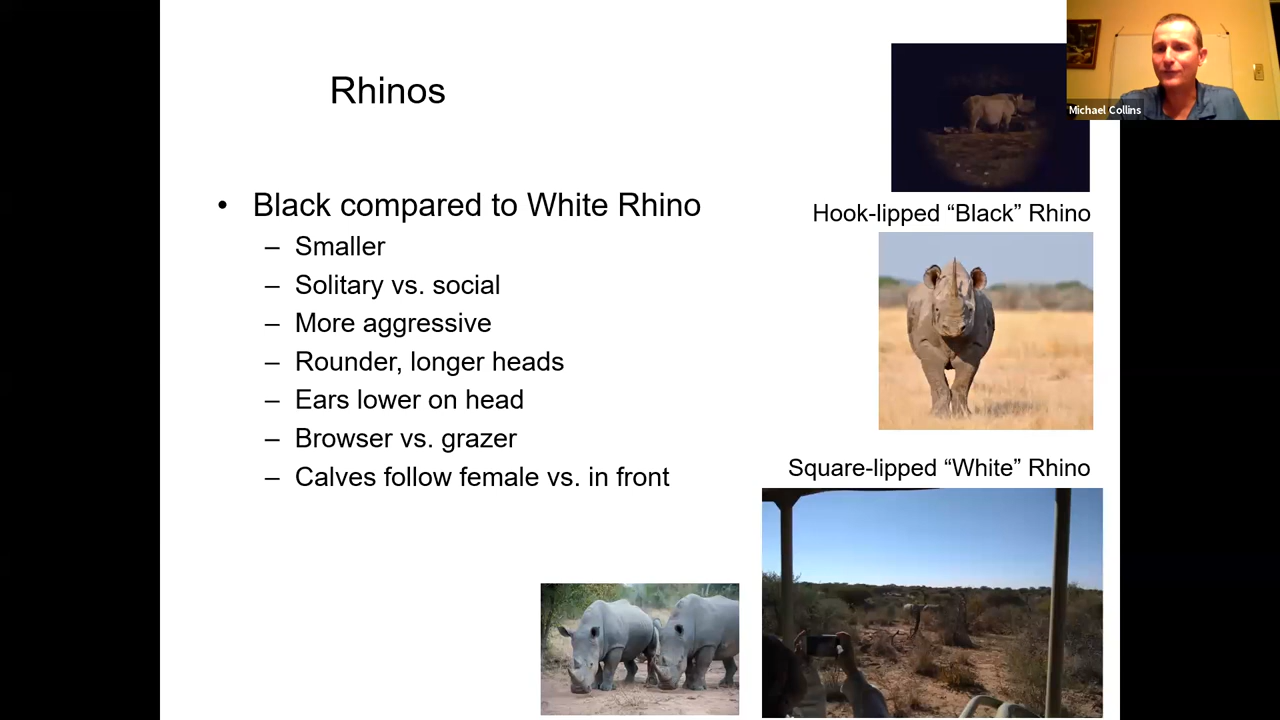 Rhinos
Michael Collins
Hook-lipped “Black” Rhino
• Black compared to White Rhino
– Smaller
– Solitary vs. social
– More aggressive
– Rounder, longer heads
– Ears lower on head
– Browser vs. grazer
– Calves follow female vs. in front
Square-lipped “White” Rhino